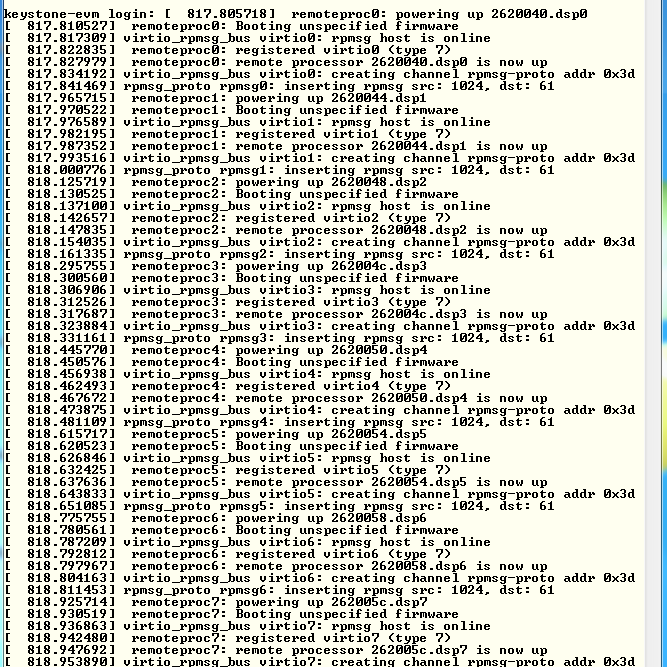 keystone-evm login: [  817.805718]  remoteproc0: powering up 2620040.dsp0
[  817.810527]  remoteproc0: Booting unspecified firmware
[  817.817309] virtio_rpmsg_bus virtio0: rpmsg host is online
[  817.822835]  remoteproc0: registered virtio0 (type 7)
[  817.827979]  remoteproc0: remote processor 2620040.dsp0 is now up
[  817.834192] virtio_rpmsg_bus virtio0: creating channel rpmsg-proto addr 0x3d
[  817.841469] rpmsg_proto rpmsg0: inserting rpmsg src: 1024, dst: 61
[  817.965715]  remoteproc1: powering up 2620044.dsp1
[  817.970522]  remoteproc1: Booting unspecified firmware
[  817.976589] virtio_rpmsg_bus virtio1: rpmsg host is online
[  817.982195]  remoteproc1: registered virtio1 (type 7)
[  817.987352]  remoteproc1: remote processor 2620044.dsp1 is now up
[  817.993516] virtio_rpmsg_bus virtio1: creating channel rpmsg-proto addr 0x3d
[  818.000776] rpmsg_proto rpmsg1: inserting rpmsg src: 1024, dst: 61
[  818.125719]  remoteproc2: powering up 2620048.dsp2
[  818.130525]  remoteproc2: Booting unspecified firmware
[  818.137100] virtio_rpmsg_bus virtio2: rpmsg host is online
[  818.142657]  remoteproc2: registered virtio2 (type 7)
[  818.147835]  remoteproc2: remote processor 2620048.dsp2 is now up
[  818.154035] virtio_rpmsg_bus virtio2: creating channel rpmsg-proto addr 0x3d
[  818.161335] rpmsg_proto rpmsg2: inserting rpmsg src: 1024, dst: 61
[  818.295755]  remoteproc3: powering up 262004c.dsp3
[  818.300560]  remoteproc3: Booting unspecified firmware
[  818.306906] virtio_rpmsg_bus virtio3: rpmsg host is online
[  818.312526]  remoteproc3: registered virtio3 (type 7)
[  818.317687]  remoteproc3: remote processor 262004c.dsp3 is now up
[  818.323884] virtio_rpmsg_bus virtio3: creating channel rpmsg-proto addr 0x3d
[  818.331161] rpmsg_proto rpmsg3: inserting rpmsg src: 1024, dst: 61
[  818.445770]  remoteproc4: powering up 2620050.dsp4
[  818.450576]  remoteproc4: Booting unspecified firmware
[  818.456938] virtio_rpmsg_bus virtio4: rpmsg host is online
[  818.462493]  remoteproc4: registered virtio4 (type 7)
[  818.467672]  remoteproc4: remote processor 2620050.dsp4 is now up
[  818.473875] virtio_rpmsg_bus virtio4: creating channel rpmsg-proto addr 0x3d
[  818.481109] rpmsg_proto rpmsg4: inserting rpmsg src: 1024, dst: 61
[  818.615717]  remoteproc5: powering up 2620054.dsp5
[  818.620523]  remoteproc5: Booting unspecified firmware
[  818.626846] virtio_rpmsg_bus virtio5: rpmsg host is online
[  818.632425]  remoteproc5: registered virtio5 (type 7)
[  818.637636]  remoteproc5: remote processor 2620054.dsp5 is now up
[  818.643833] virtio_rpmsg_bus virtio5: creating channel rpmsg-proto addr 0x3d
[  818.651085] rpmsg_proto rpmsg5: inserting rpmsg src: 1024, dst: 61
[  818.775755]  remoteproc6: powering up 2620058.dsp6
[  818.780561]  remoteproc6: Booting unspecified firmware
[  818.787209] virtio_rpmsg_bus virtio6: rpmsg host is online
[  818.792812]  remoteproc6: registered virtio6 (type 7)
[  818.797967]  remoteproc6: remote processor 2620058.dsp6 is now up
[  818.804163] virtio_rpmsg_bus virtio6: creating channel rpmsg-proto addr 0x3d
[  818.811453] rpmsg_proto rpmsg6: inserting rpmsg src: 1024, dst: 61
[  818.925714]  remoteproc7: powering up 262005c.dsp7
[  818.930519]  remoteproc7: Booting unspecified firmware
[  818.936863] virtio_rpmsg_bus virtio7: rpmsg host is online
[  818.942480]  remoteproc7: registered virtio7 (type 7)
[  818.947692]  remoteproc7: remote processor 262005c.dsp7 is now up
[  818.953890] virtio_rpmsg_bus virtio7: creating channel rpmsg-proto addr 0x3d